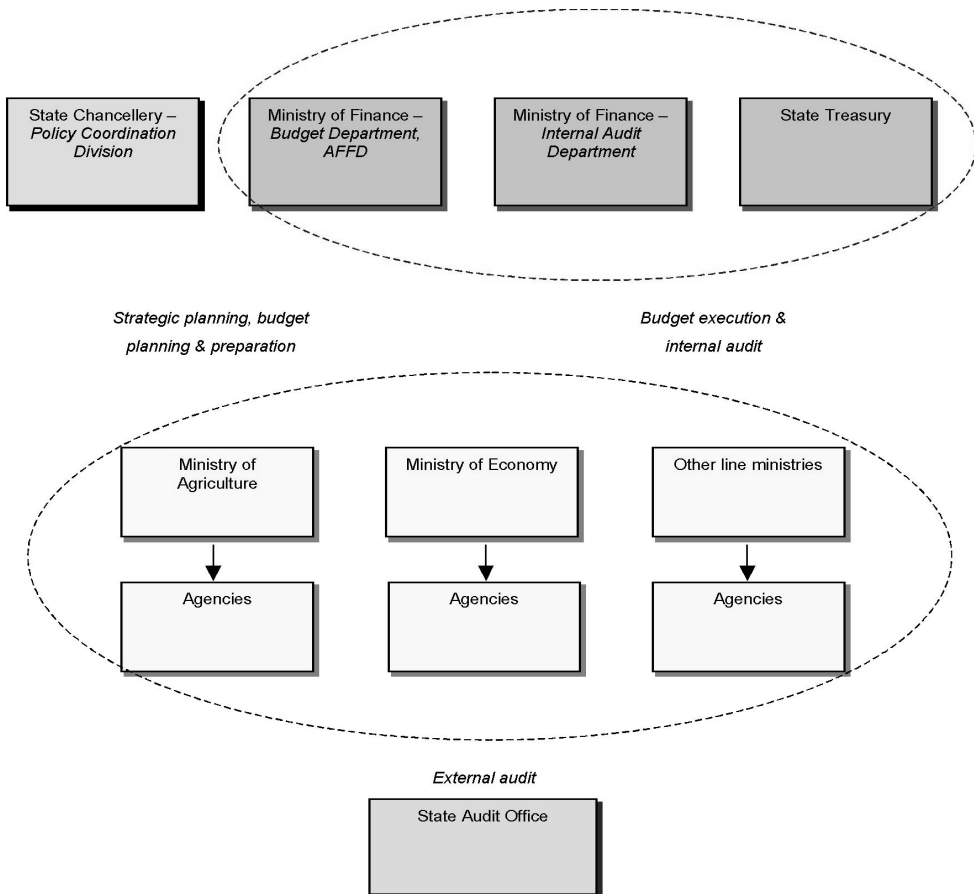 State Chancellery –
Policy Coordination
Division
Ministry of Finance –
Budget Department,
AFFD
Ministry of Finance –
Internal Audit
Department
State Treasury
Strategic planning, budget
planning & preparation
Budget execution &
internal audit
Ministry of
Agriculture
Ministry of Economy
Other line ministries
Agencies
Agencies
Agencies
External audit
State Audit Office